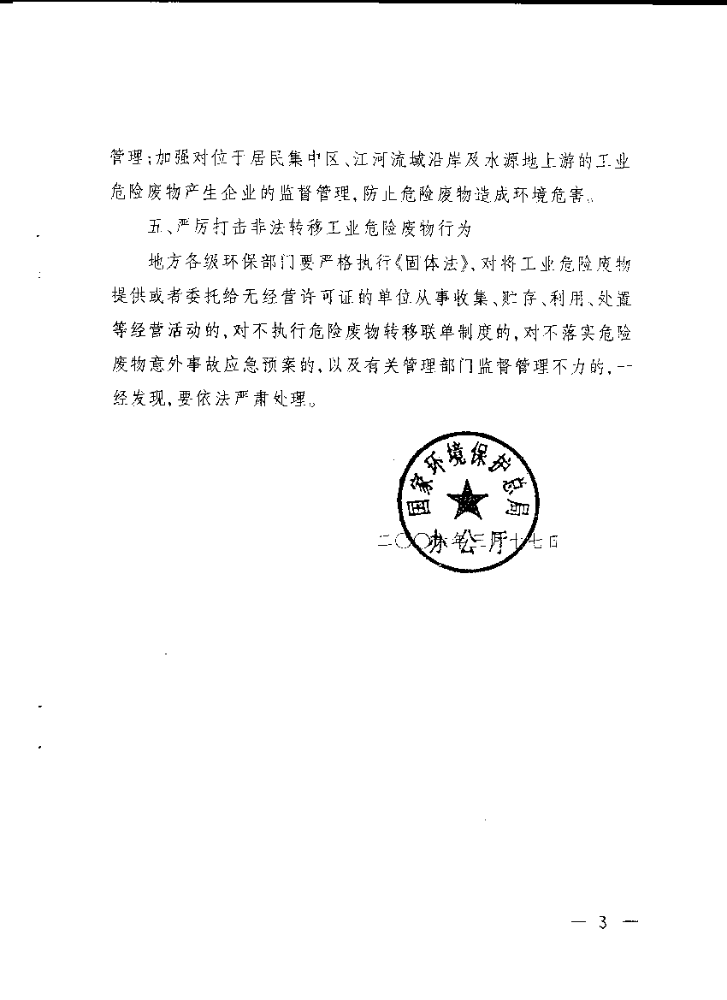 管理;加强对位于居民集中区、江河流域沿岸及水源地上游的工业
危险废物产生企业的监督管理,防止危险废物造成环境危害。
五、严厉打击非法转移工业危险废物行为
地方各级环保部门要严格执行《固体法》、对将工业危险废物
提供或者委托给无经营许可证的单位从事收集、贮存、利用、处置
等经营活动的,对不执行危险废物转移联单制度的,对不落实危险
废物意外事故应急预案的,以及有关管理部门监督管理不力的,一
经发现,要依法严肃处理。
国家环境保护总局
办公厅
二〇〇六年三月十七日
— 3 —